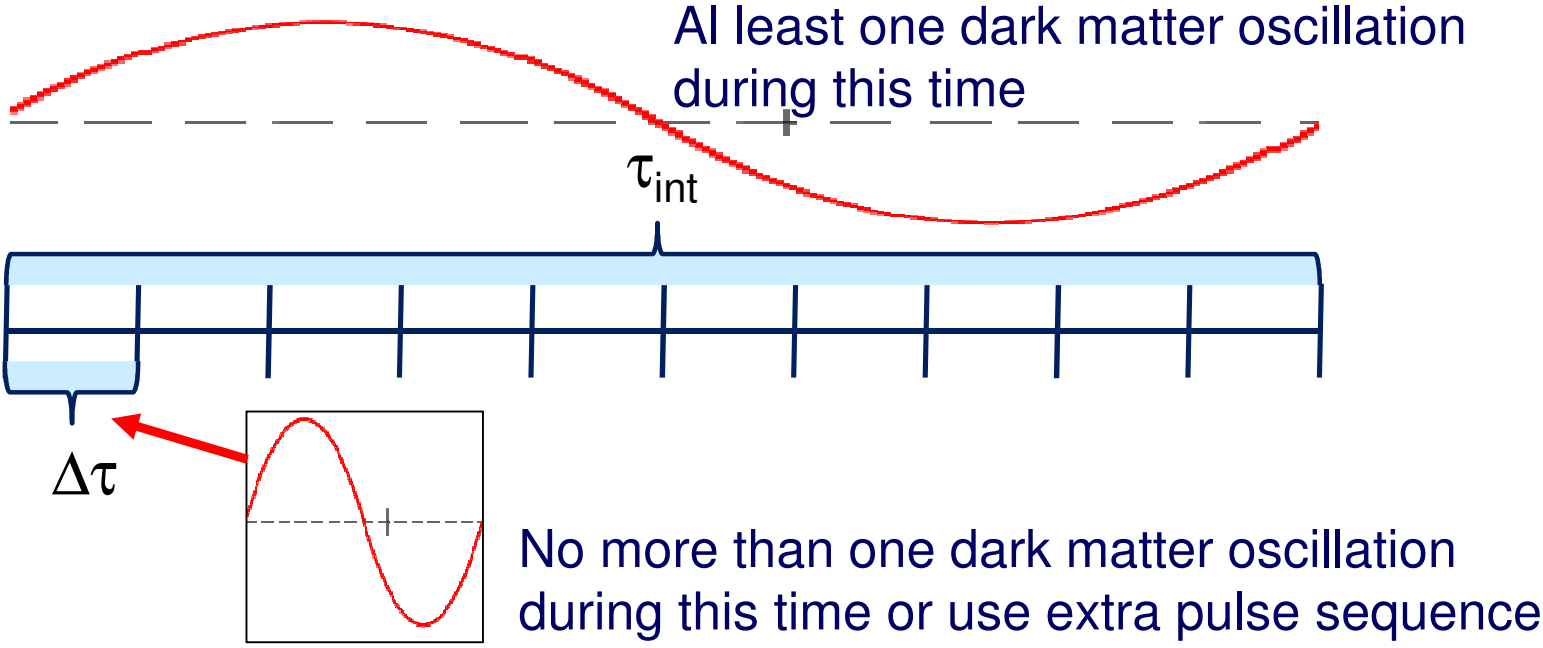 Al least one dark matter oscillation
during this time
τint
Δτ
No more than one dark matter oscillation
during this time or use extra pulse sequence